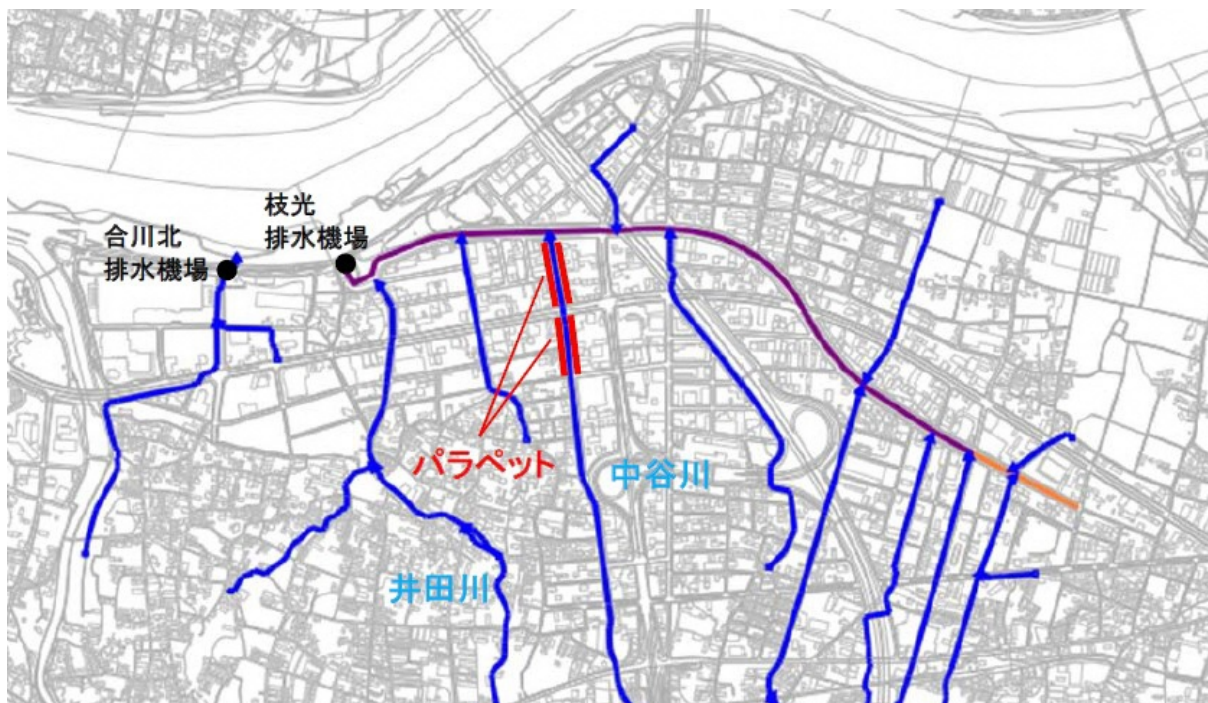 枝光
排水機場
合川北
排水機場
パラペット
中谷川
井田川